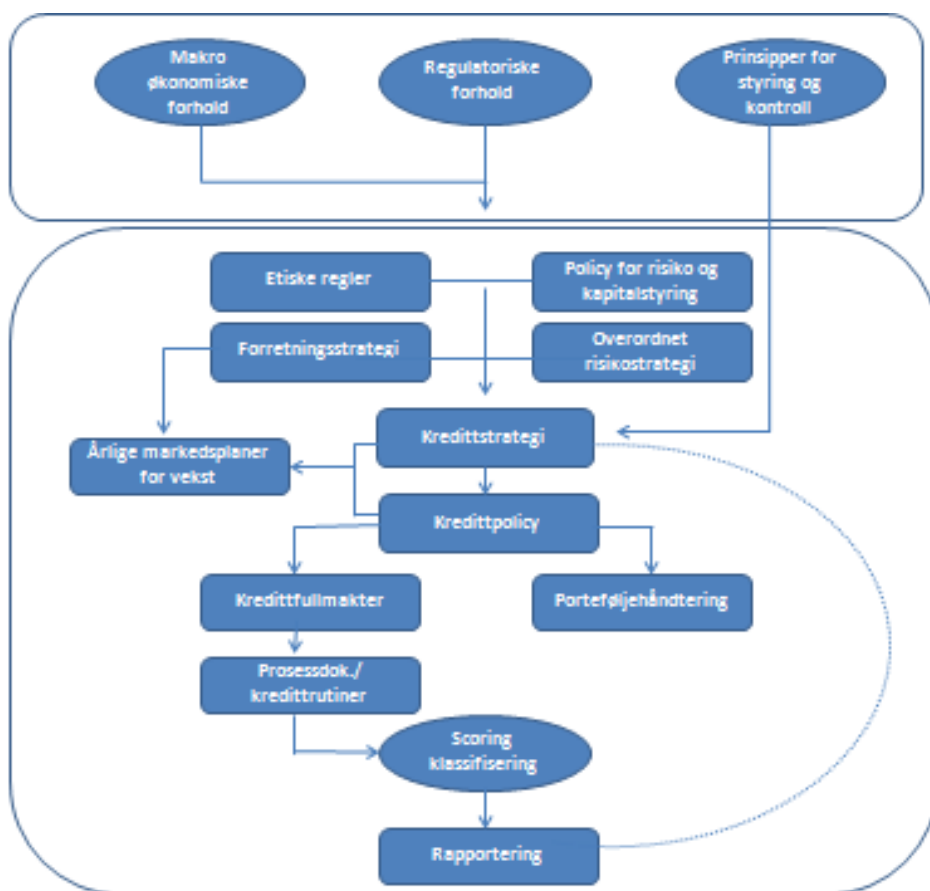 Makro
økonomiske
forhold
Regulatoriske
forhold
Prinsipper for
styring og
kontroll
Etiske regler
Policy for risiko og
kapitalstyring
Forretningsstrategi
Overordnet
risikostrategi
Kredittstrategi
Årlige markedsplaner
for vekst
Kredittpolicy
Kredittfullmakter
Porteføljehåndtering
Prosessdok./
kredittrutiner
Scoring
klassifisering
Rapportering